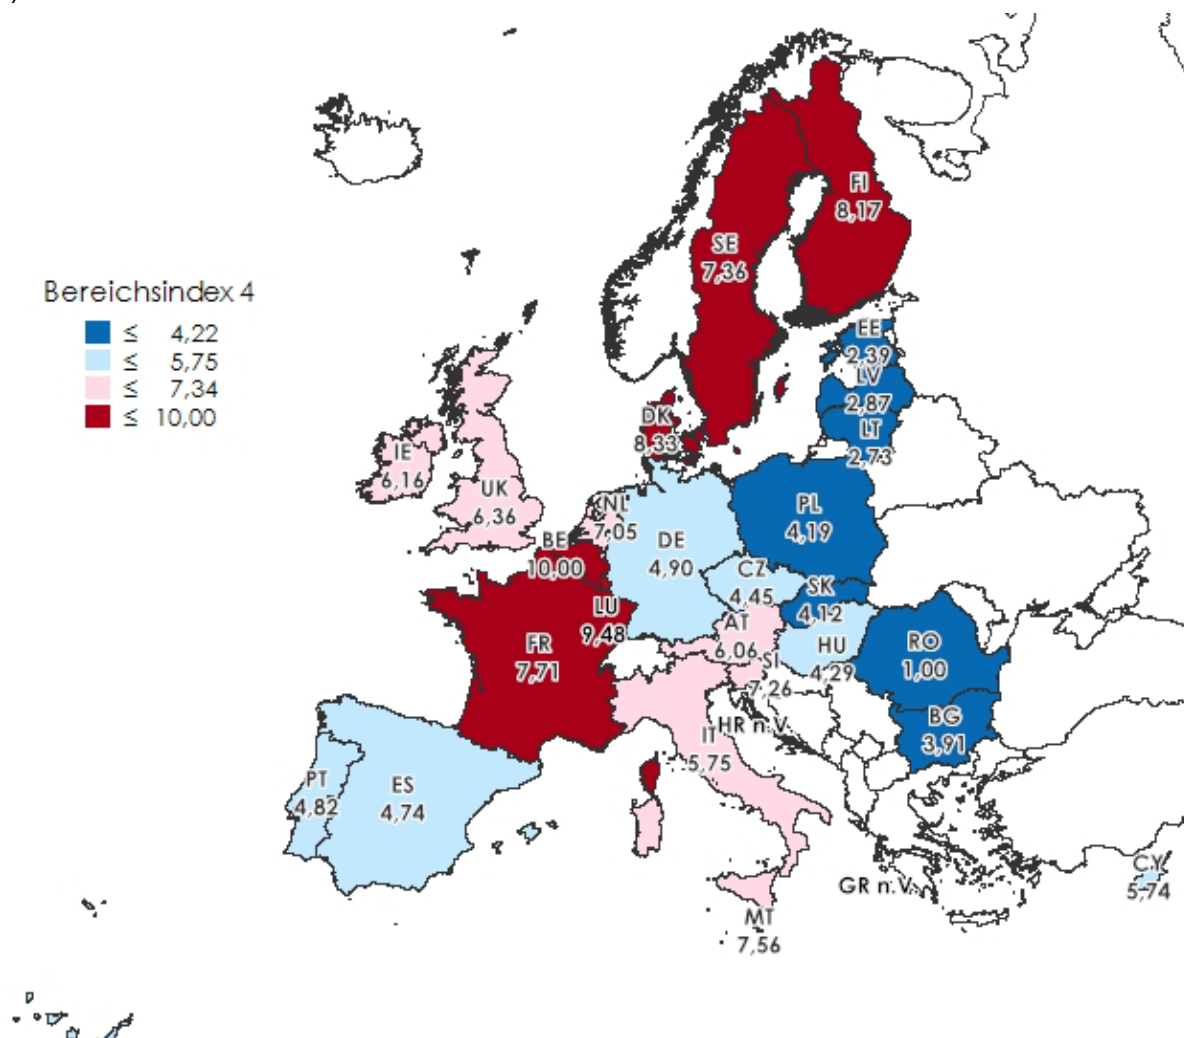 FI
8,17
SE
7,36
Bereichsindex 4
≤ 4,22
≤ 5,75
≤ 7,34
≤ 10,00
EE
2,39
LV
2,87
LT
2,73
DK
8,33
IE
6,16
UK
6,36
NL
7,05
BE
10,00
DE
4,90
PL
4,19
CZ
4,45
SK
4,12
LU
9,48
AT
6,06
HU
4,29
SI
7,26
RO
1,00
FR
7,71
BG
3,91
HR n.V.
IT
5,75
PT
4,82
ES
4,74
GR n.V.
CY
5,74
MT
7,56